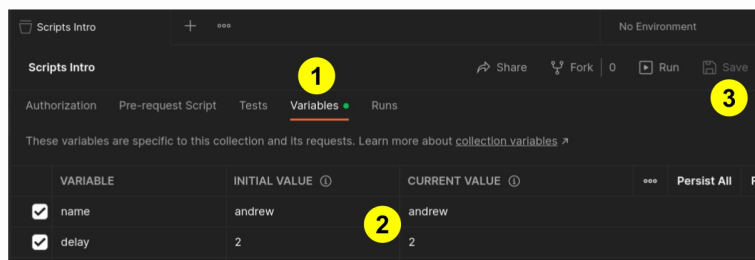 Scripts Intro
No Environment
Scripts Intro
Share
Fork
0
Run
Save
1
3
Authorization
Pre-request Script
Tests
Variables
Runs
These variables are specific to this collection and its requests. Learn more about collection variables ↗
VARIABLE
INITIAL VALUE
CURRENT VALUE
Persist All
name
andrew
andrew
2
delay
2
2